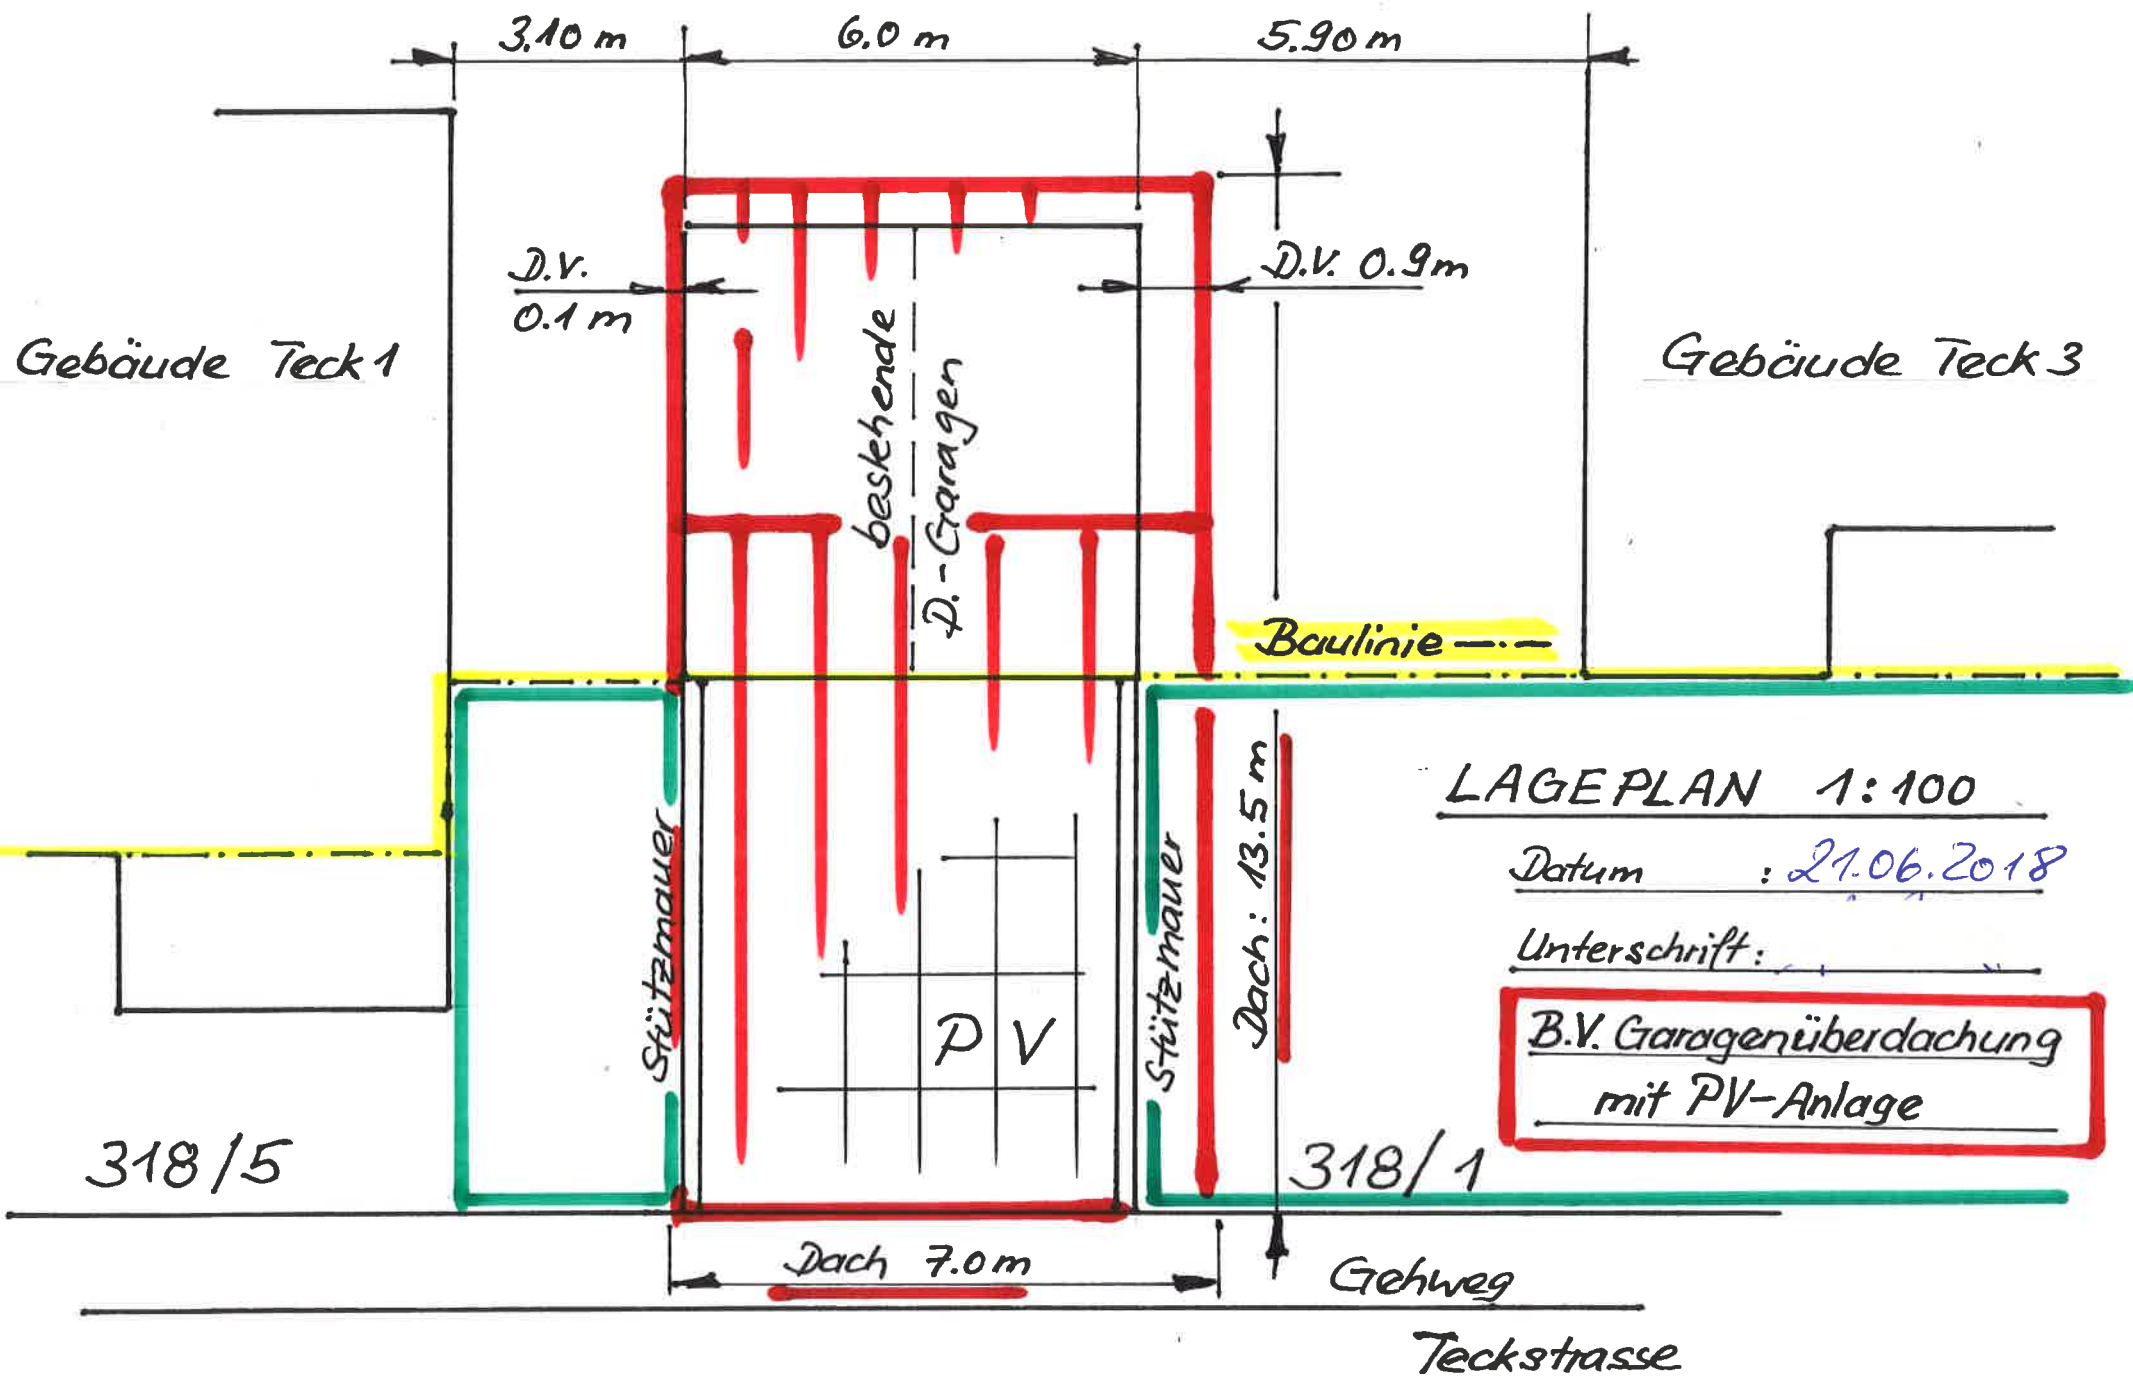 3.10 m 6.0 m 5.90 m
D.V.
0.1 m
D.V. 0.9m
Gebäude Teck 1
Gebäude Teck 3
bestehende
D.-Garagen
Baulinie
Stützmauer
Stützmauer
Dach: 13.5 m
LAGEPLAN 1:100
Datum : 21.06.2018
Unterschrift:
B.V. Garagenüberdachung
mit PV-Anlage
PV
318/5
318/1
Dach 7.0 m
Gehweg
Teckstrasse